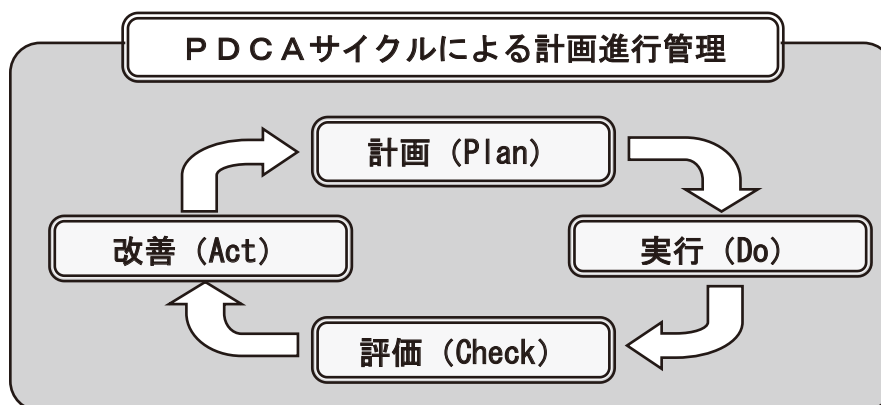 ＰＤＣＡサイクルによる計画進行管理
計画（Plan）
改善（Act）
実行（Do）
評価（Check）